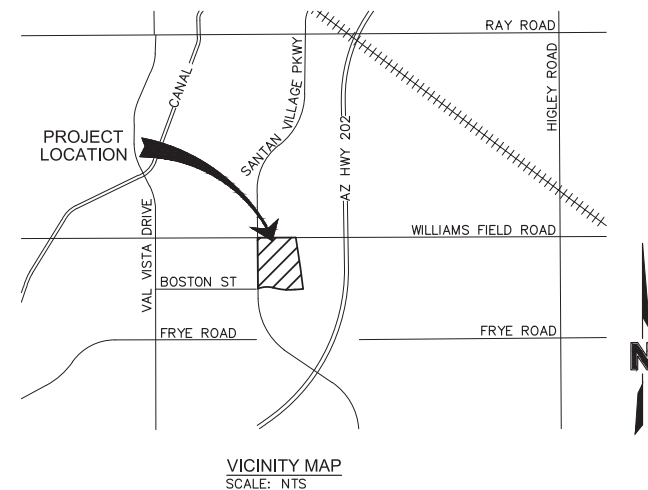 RAY ROAD
HIGLEY ROAD
SANTAN VILLAGE PKWY
CANAL
AZ HWY 202
PROJECT
LOCATION
VAL VISTA DRIVE
WILLIAMS FIELD ROAD
BOSTON ST
FRYE ROAD
FRYE ROAD
N
VICINITY MAP
SCALE: NTS